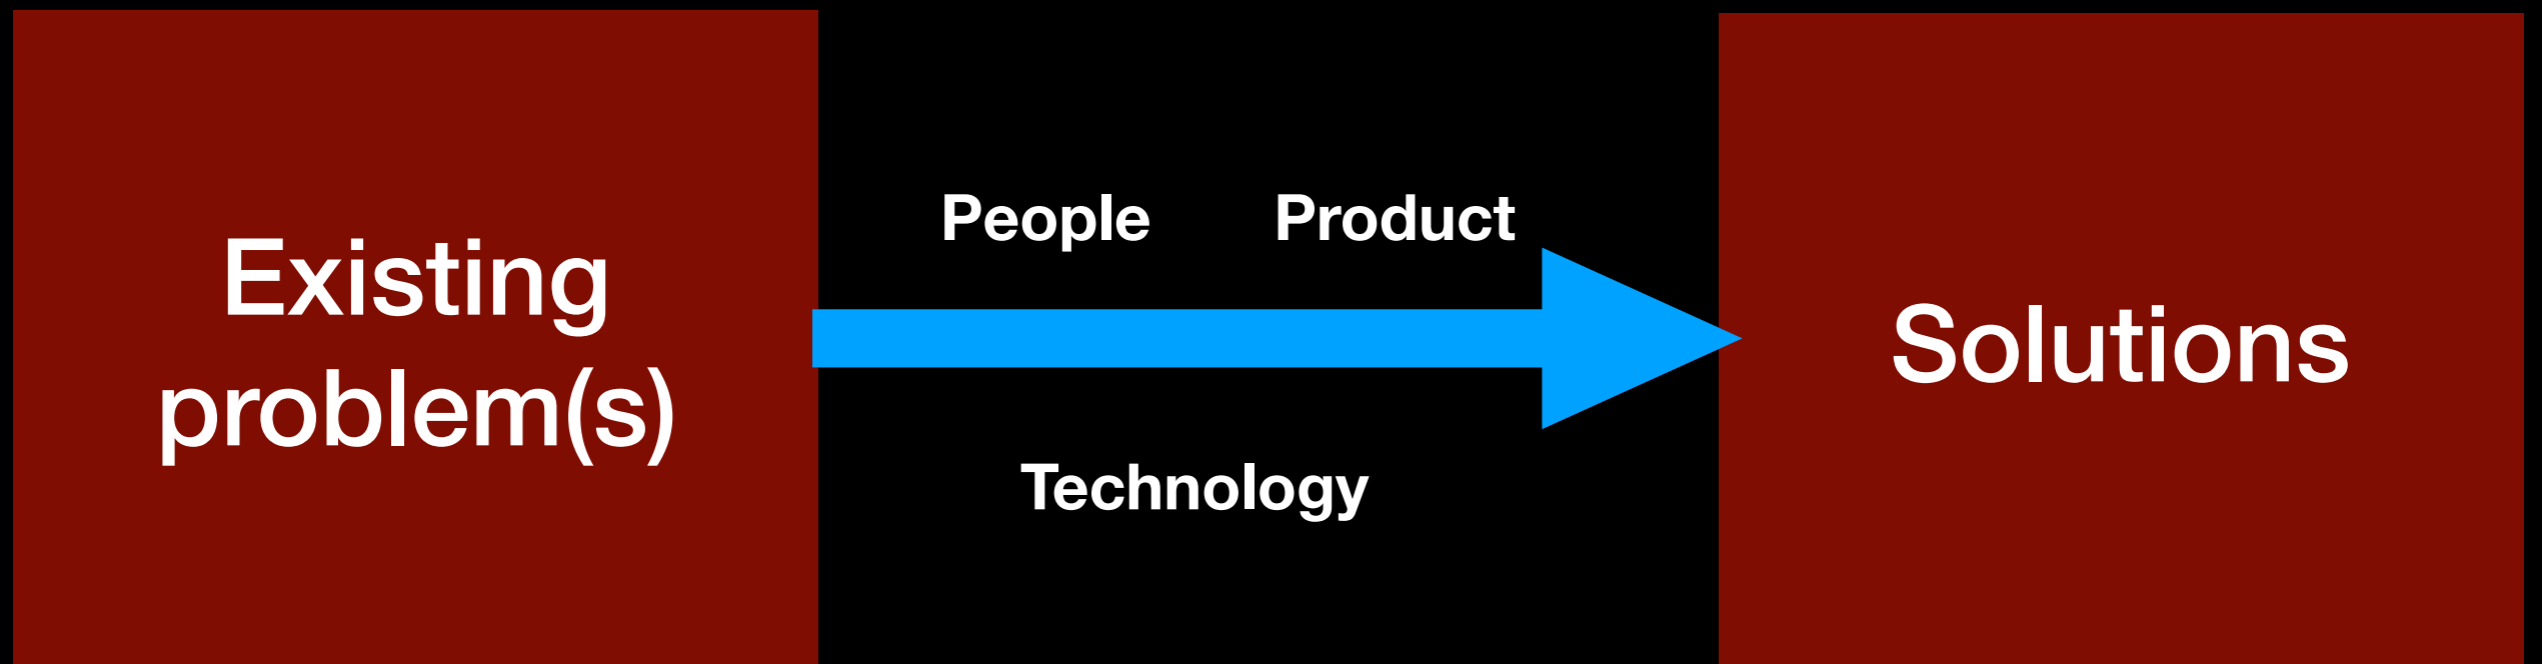 Existing
problem(s)
People
Product
Technology
Solutions